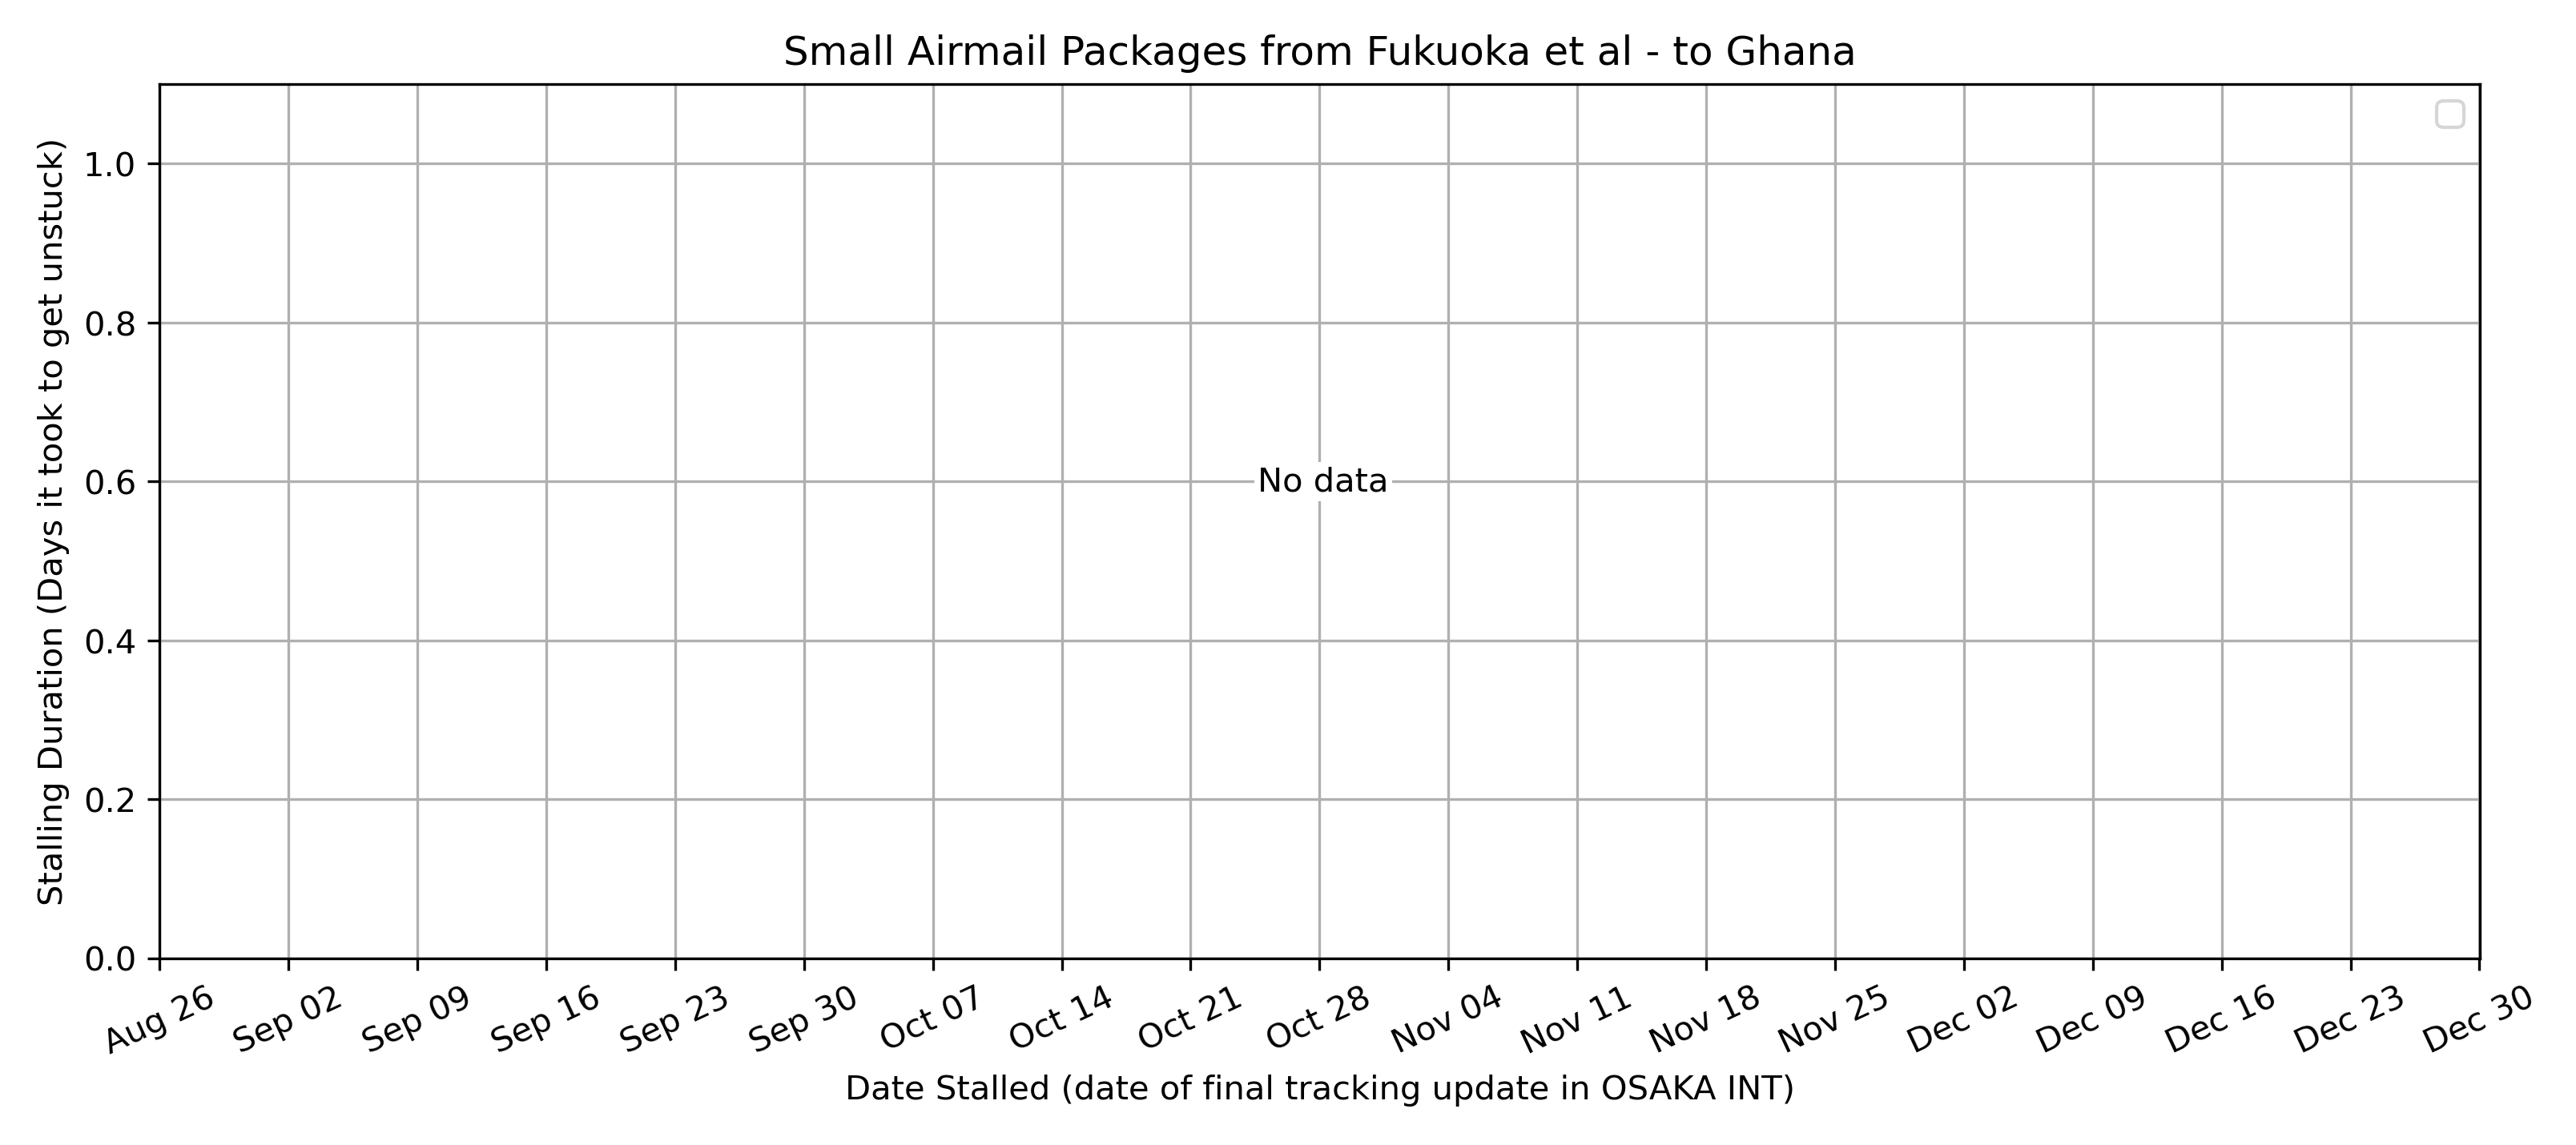 Small Airmail Packages from Fukuoka et al - to Ghana
Stalling Duration (Days it took to get unstuck)
1.0
0.8
0.6
0.4
0.2
0.0
No data
Aug 26
Sep 02
Sep 09
Sep 16
Sep 23
Sep 30
Oct 07
Oct 14
Oct 21
Oct 28
Nov 04
Nov 11
Nov 18
Nov 25
Dec 02
Dec 09
Dec 16
Dec 23
Dec 30
Date Stalled (date of final tracking update in OSAKA INT)